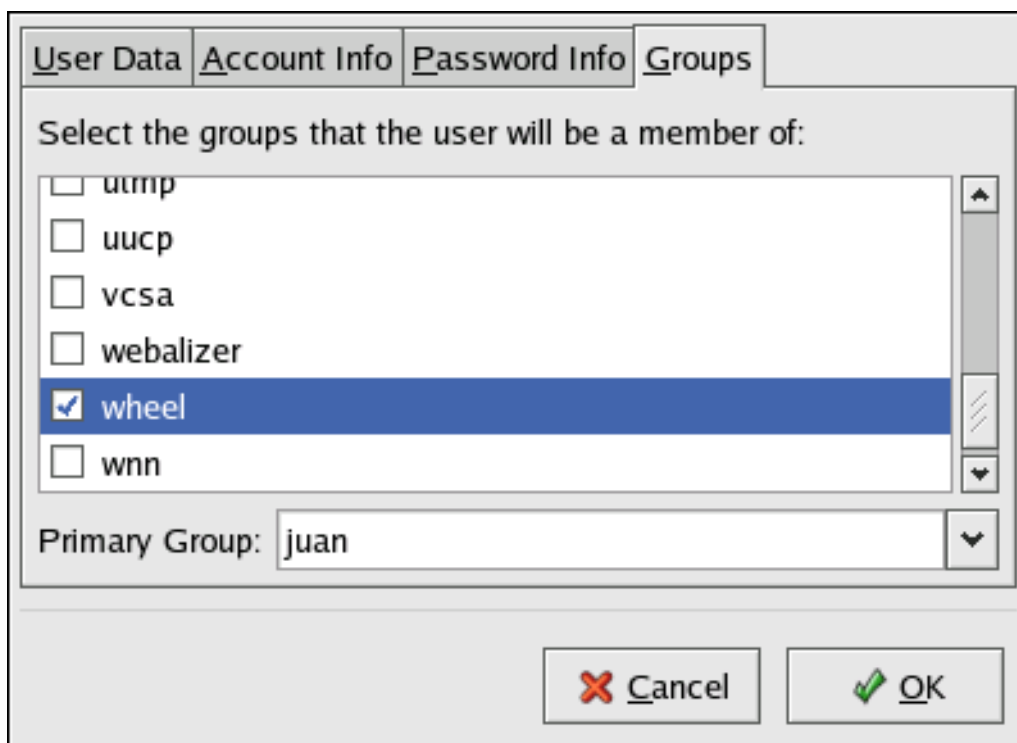 User Data Account Info Password Info Groups
Select the groups that the user will be a member of:
utmp
uucp
vcsa
webalizer
wheel
wnn
Primary Group: juan
Cancel OK